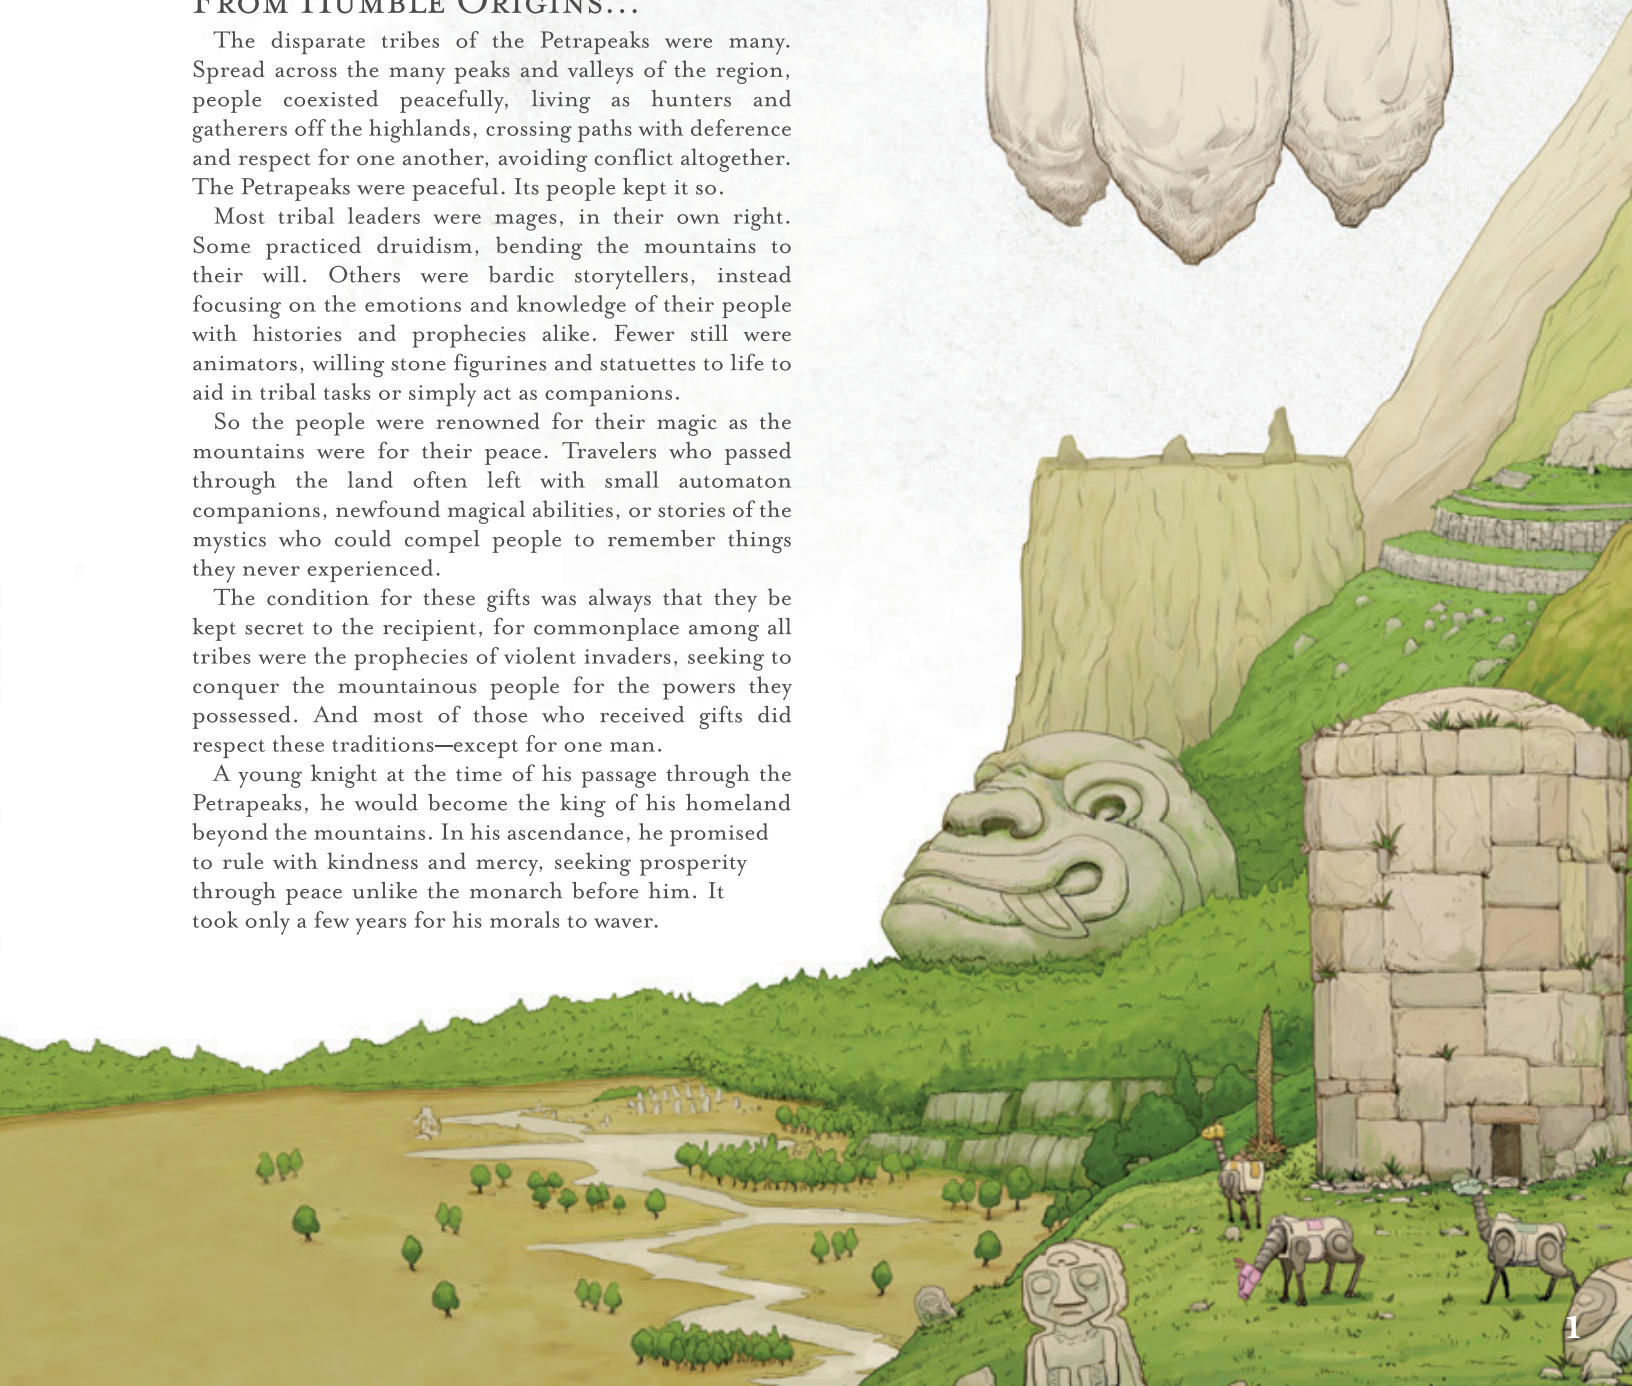 FROM HUMBLE ORIGINS...
The disparate tribes of the Petrapeaks were many.
Spread across the many peaks and valleys of the region,
people coexisted peacefully, living as hunters and
gatherers off the highlands, crossing paths with deference
and respect for one another, avoiding conflict altogether.
The Petrapeaks were peaceful. Its people kept it so.
Most tribal leaders were mages, in their own right.
Some practiced druidism, bending the mountains to
their will. Others were bardic storytellers, instead
focusing on the emotions and knowledge of their people
with histories and prophecies alike. Fewer still were
animators, willing stone figurines and statuettes to life to
aid in tribal tasks or simply act as companions.
So the people were renowned for their magic as the
mountains were for their peace. Travelers who passed
through the land often left with small automaton
companions, newfound magical abilities, or stories of the
mystics who could compel people to remember things
they never experienced.
The condition for these gifts was always that they be
kept secret to the recipient, for commonplace among all
tribes were the prophecies of violent invaders, seeking to
conquer the mountainous people for the powers they
possessed. And most of those who received gifts did
respect these traditions—except for one man.
A young knight at the time of his passage through the
Petrapeaks, he would become the king of his homeland
beyond the mountains. In his ascendance, he promised
to rule with kindness and mercy, seeking prosperity
through peace unlike the monarch before him. It
took only a few years for his morals to waver.
1